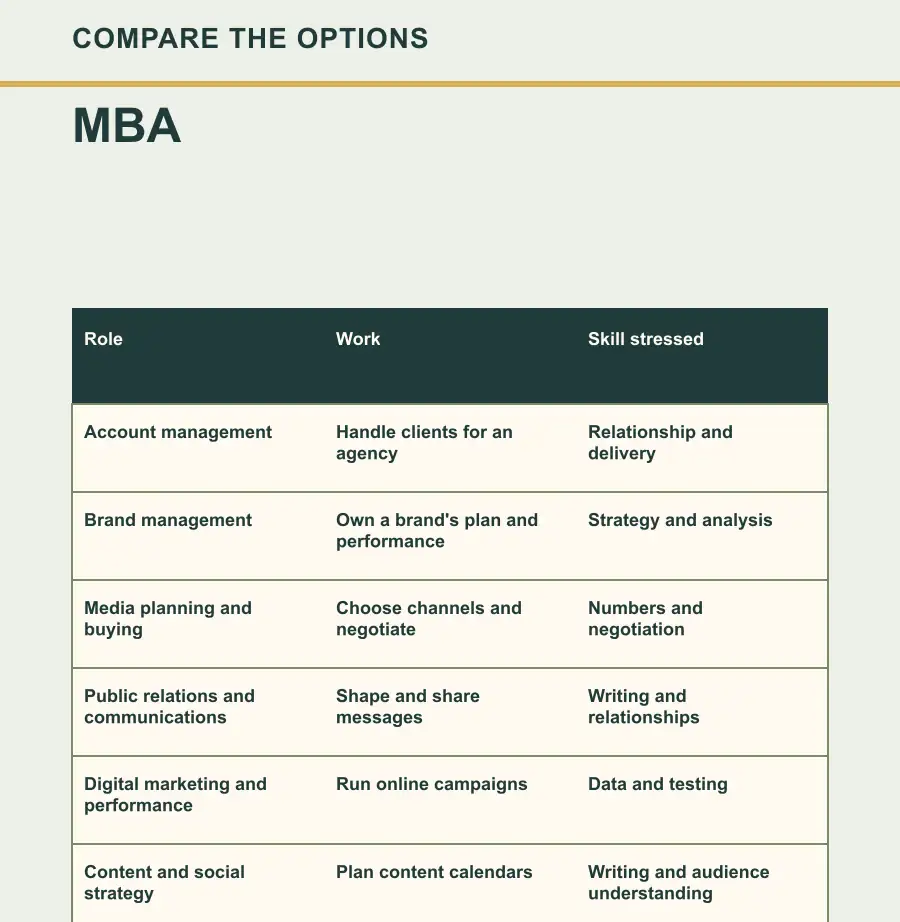 COMPARE THE OPTIONS
MBA
Role
Work
Skill stressed
Account management
Handle clients for an
agency
Relationship and
delivery
Brand management
Own a brand's plan and
performance
Strategy and analysis
Media planning and
buying
Choose channels and
negotiate
Numbers and
negotiation
Public relations and
communications
Shape and share
messages
Writing and
relationships
Digital marketing and
performance
Run online campaigns
Data and testing
Content and social
strategy
Plan content calendars
Writing and audience
understanding